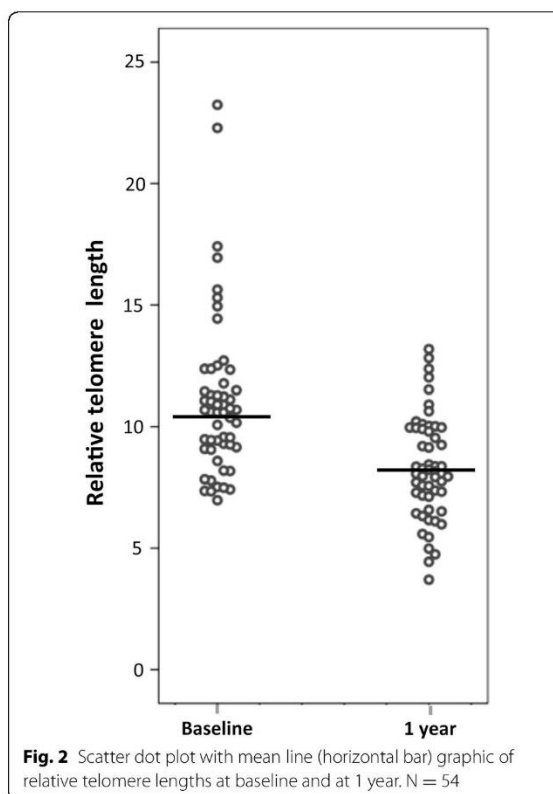 25
20
15
10
5
0
Relative telomere length
Baseline
1 year
Fig. 2 Scatter dot plot with mean line (horizontal bar) graphic of
relative telomere lengths at baseline and at 1 year. N = 54